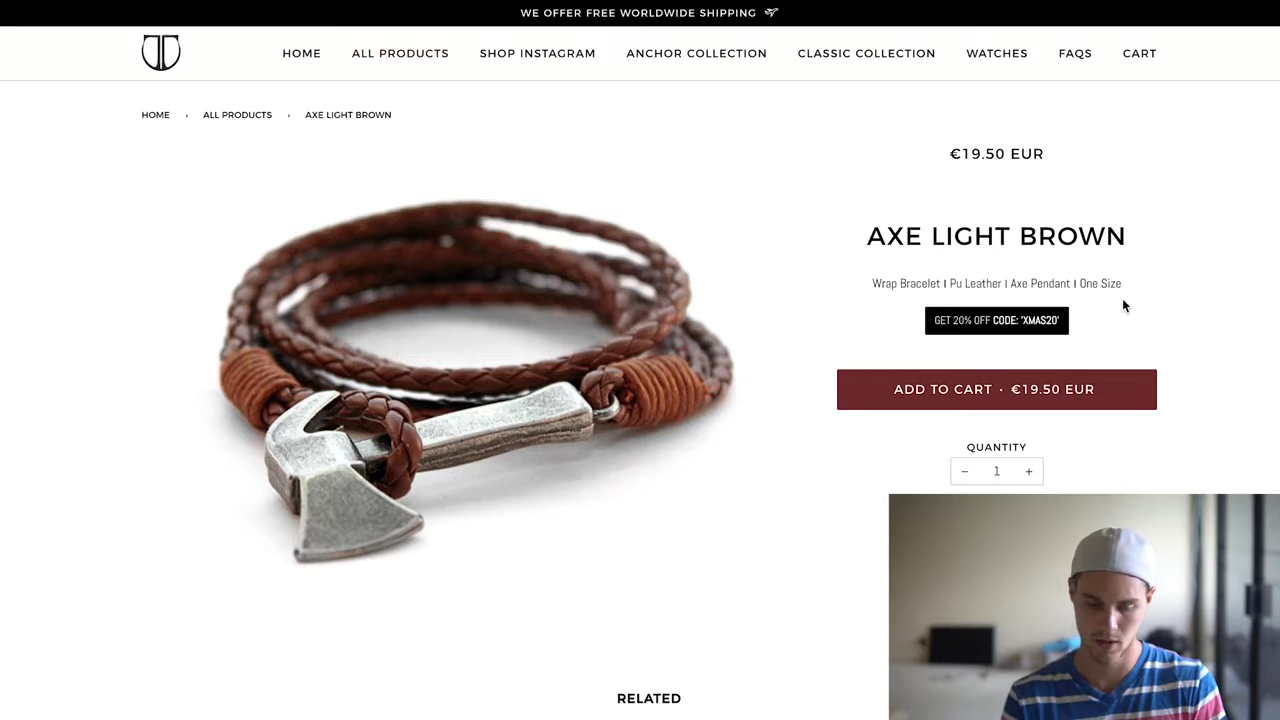 WE OFFER FREE WORLDWIDE SHIPPING
HOME ALL PRODUCTS SHOP INSTAGRAM ANCHOR COLLECTION CLASSIC COLLECTION WATCHES FAQS CART
HOME › ALL PRODUCTS › AXE LIGHT BROWN
€19.50 EUR
AXE LIGHT BROWN
Wrap Bracelet I Pu Leather I Axe Pendant I One Size
GET 20% OFF CODE: 'XMAS20'
ADD TO CART · €19.50 EUR
QUANTITY
− 1 +
RELATED